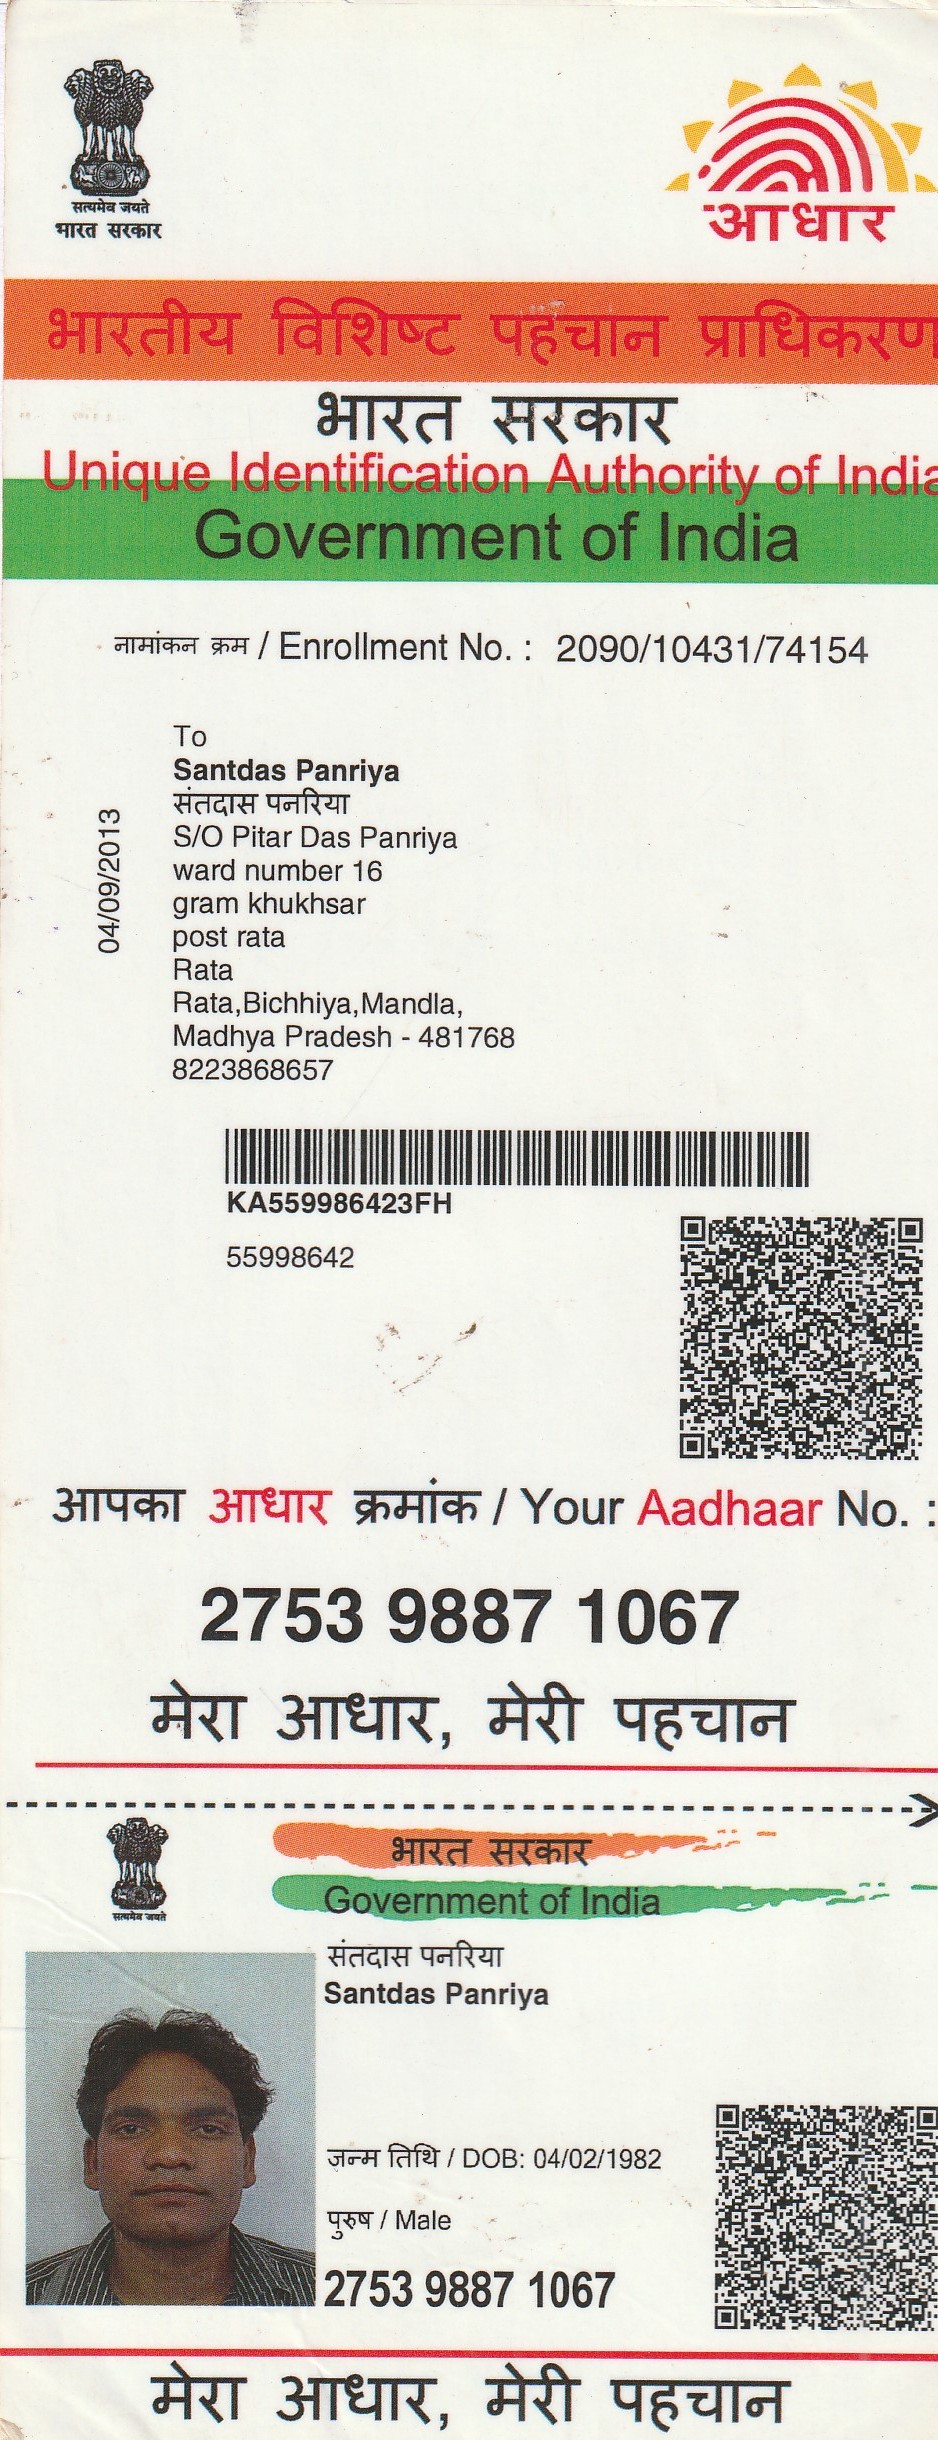 सत्यमेव जयते
भारत सरकार
आधार
भारतीय विशिष्ट पहचान प्राधिकरण
भारत सरकार
Unique Identification Authority of India
Government of India
नामांकन क्रम / Enrollment No. : 2090/10431/74154
04/09/2013
To
Santdas Panriya
संतदास पनरिया
S/O Pitar Das Panriya
ward number 16
gram khukhsar
post rata
Rata
Rata,Bichhiya,Mandla,
Madhya Pradesh - 481768
8223868657
KA559986423FH
55998642
आपका आधार क्रमांक / Your Aadhaar No. :
2753 9887 1067
मेरा आधार, मेरी पहचान
सत्यमेव जयते
भारत सरकार
Government of India
संतदास पनरिया
Santdas Panriya
जन्म तिथि / DOB: 04/02/1982
पुरुष / Male
2753 9887 1067
मेरा आधार, मेरी पहचान